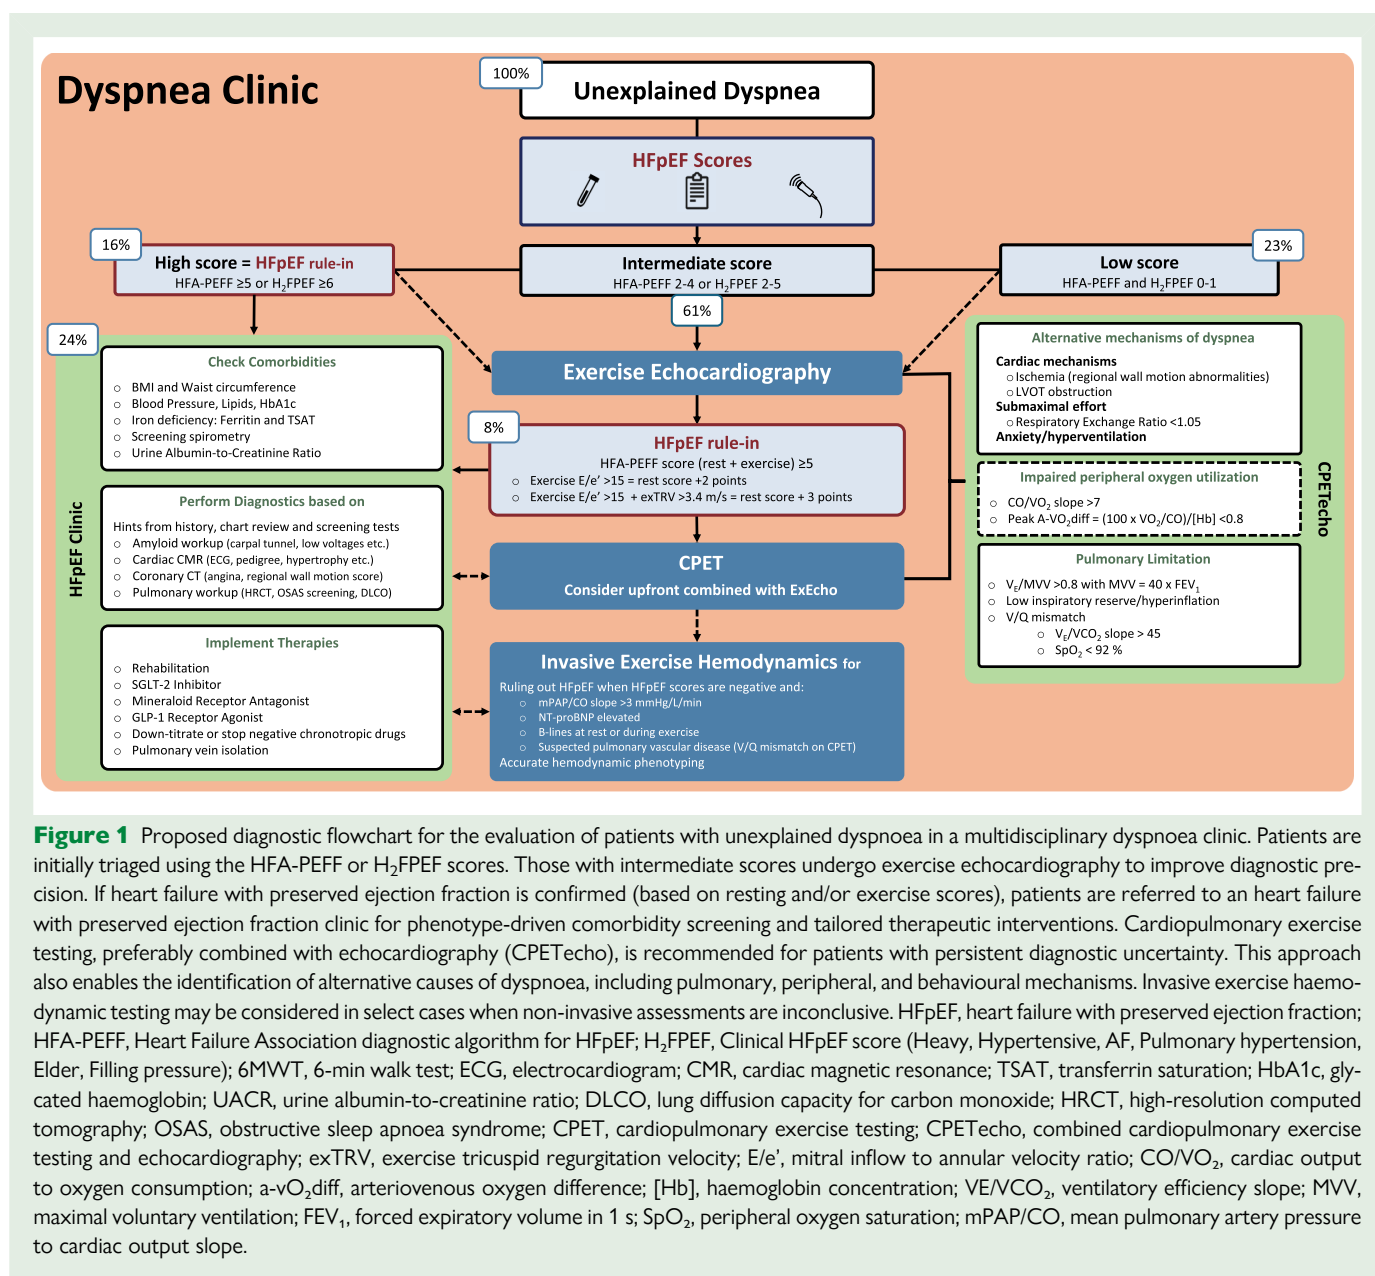 Dyspnea Clinic
100%
Unexplained Dyspnea
HFpEF Scores
16%
High score = HFpEF rule-in
HFA-PEFF ≥5 or H₂FPEF ≥6
Intermediate score
HFA-PEFF 2-4 or H₂FPEF 2-5
61%
23%
Low score
HFA-PEFF and H₂FPEF 0-1
24%
HFpEF Clinic
Check Comorbidities
o BMI and Waist circumference
o Blood Pressure, Lipids, HbA1c
o Iron deficiency: Ferritin and TSAT
o Screening spirometry
o Urine Albumin-to-Creatinine Ratio
Perform Diagnostics based on
Hints from history, chart review and screening tests
o Amyloid workup (carpal tunnel, low voltages etc.)
o Cardiac CMR (ECG, pedigree, hypertrophy etc.)
o Coronary CT (angina, regional wall motion score)
o Pulmonary workup (HRCT, OSAS screening, DLCO)
Implement Therapies
o Rehabilitation
o SGLT-2 Inhibitor
o Mineraloid Receptor Antagonist
o GLP-1 Receptor Agonist
o Down-titrate or stop negative chronotropic drugs
o Pulmonary vein isolation
Exercise Echocardiography
8%
HFpEF rule-in
HFA-PEFF score (rest + exercise) ≥5
o Exercise E/e’ >15 = rest score +2 points
o Exercise E/e’ >15 + exTRV >3.4 m/s = rest score + 3 points
CPET
Consider upfront combined with ExEcho
Invasive Exercise Hemodynamics for
Ruling out HFpEF when HFpEF scores are negative and:
o mPAP/CO slope >3 mmHg/L/min
o NT-proBNP elevated
o B-lines at rest or during exercise
o Suspected pulmonary vascular disease (V/Q mismatch on CPET)
Accurate hemodynamic phenotyping
CPETecho
Alternative mechanisms of dyspnea
Cardiac mechanisms
o Ischemia (regional wall motion abnormalities)
o LVOT obstruction
Submaximal effort
o Respiratory Exchange Ratio <1.05
Anxiety/hyperventilation
Impaired peripheral oxygen utilization
o CO/VO₂ slope >7
o Peak A-VO₂diff = (100 x VO₂/CO)/[Hb] <0.8
Pulmonary Limitation
o VE/MVV >0.8 with MVV = 40 x FEV₁
o Low inspiratory reserve/hyperinflation
o V/Q mismatch
o VE/VCO₂ slope > 45
o SpO₂ < 92 %
Figure 1 Proposed diagnostic flowchart for the evaluation of patients with unexplained dyspnoea in a multidisciplinary dyspnoea clinic. Patients are
initially triaged using the HFA-PEFF or H₂FPEF scores. Those with intermediate scores undergo exercise echocardiography to improve diagnostic pre-
cision. If heart failure with preserved ejection fraction is confirmed (based on resting and/or exercise scores), patients are referred to an heart failure
with preserved ejection fraction clinic for phenotype-driven comorbidity screening and tailored therapeutic interventions. Cardiopulmonary exercise
testing, preferably combined with echocardiography (CPETecho), is recommended for patients with persistent diagnostic uncertainty. This approach
also enables the identification of alternative causes of dyspnoea, including pulmonary, peripheral, and behavioural mechanisms. Invasive exercise haemo-
dynamic testing may be considered in select cases when non-invasive assessments are inconclusive. HFpEF, heart failure with preserved ejection fraction;
HFA-PEFF, Heart Failure Association diagnostic algorithm for HFpEF; H₂FPEF, Clinical HFpEF score (Heavy, Hypertensive, AF, Pulmonary hypertension,
Elder, Filling pressure); 6MWT, 6-min walk test; ECG, electrocardiogram; CMR, cardiac magnetic resonance; TSAT, transferrin saturation; HbA1c, gly-
cated haemoglobin; UACR, urine albumin-to-creatinine ratio; DLCO, lung diffusion capacity for carbon monoxide; HRCT, high-resolution computed
tomography; OSAS, obstructive sleep apnoea syndrome; CPET, cardiopulmonary exercise testing; CPETecho, combined cardiopulmonary exercise
testing and echocardiography; exTRV, exercise tricuspid regurgitation velocity; E/e’, mitral inflow to annular velocity ratio; CO/VO₂, cardiac output
to oxygen consumption; a-vO₂diff, arteriovenous oxygen difference; [Hb], haemoglobin concentration; VE/VCO₂, ventilatory efficiency slope; MVV,
maximal voluntary ventilation; FEV₁, forced expiratory volume in 1 s; SpO₂, peripheral oxygen saturation; mPAP/CO, mean pulmonary artery pressure
to cardiac output slope.